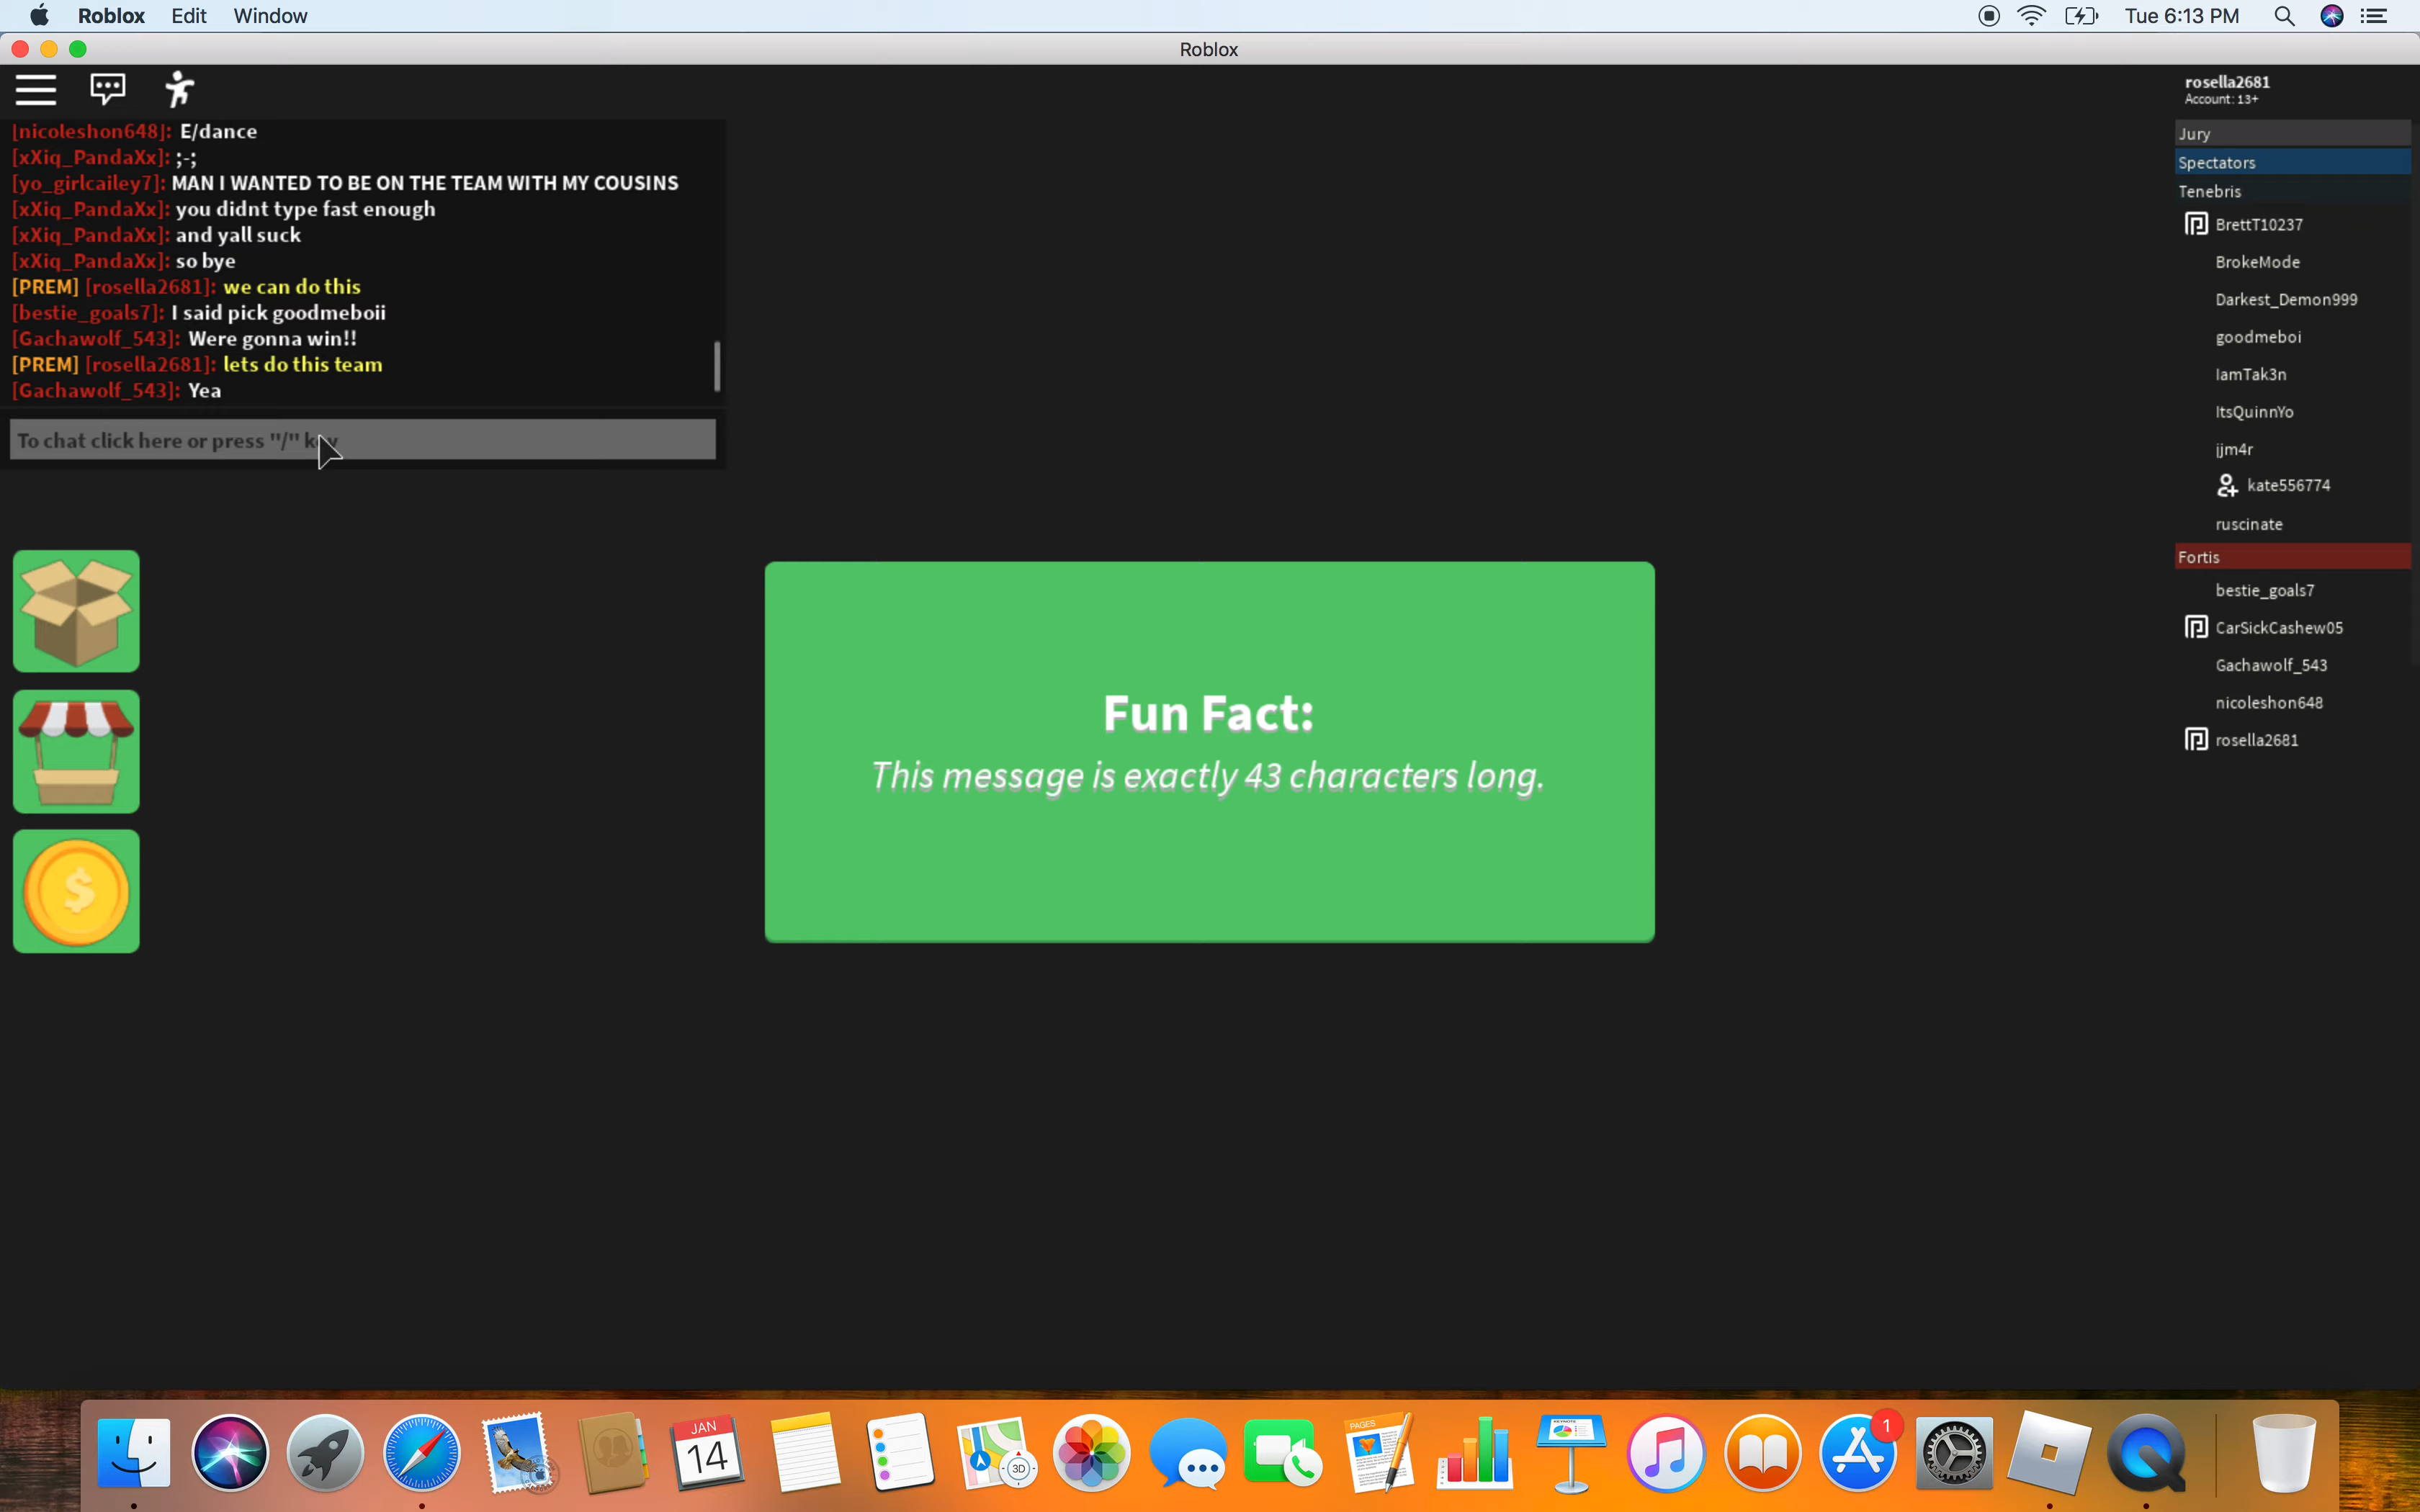 Roblox Edit Window
Tue 6:13 PM
Roblox
rosella2681
Account: 13+
[nicoleshon648]: E/dance
[xXiq_PandaXx]: ;-;
[yo_girlcailey7]: MAN I WANTED TO BE ON THE TEAM WITH MY COUSINS
[xXiq_PandaXx]: you didnt type fast enough
[xXiq_PandaXx]: and yall suck
[xXiq_PandaXx]: so bye
[PREM] [rosella2681]: we can do this
[bestie_goals7]: I said pick goodmeboii
[Gachawolf_543]: Were gonna win!!
[PREM] [rosella2681]: lets do this team
[Gachawolf_543]: Yea
To chat click here or press "/" key
Jury
Spectators
Tenebris
BrettT10237
BrokeMode
Darkest_Demon999
goodmeboi
IamTak3n
ItsQuinnYo
jjm4r
kate556774
ruscinate
Fortis
bestie_goals7
CarSickCashew05
Gachawolf_543
nicoleshon648
rosella2681
Fun Fact:
This message is exactly 43 characters long.
$
JAN
14
3D
PAGES
KEYNOTE
1